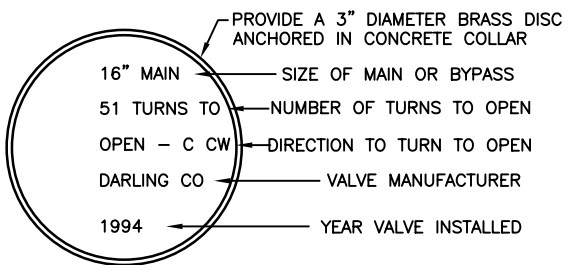 PROVIDE A 3” DIAMETER BRASS DISC
ANCHORED IN CONCRETE COLLAR
16” MAIN SIZE OF MAIN OR BYPASS
51 TURNS TO NUMBER OF TURNS TO OPEN
OPEN – C CW DIRECTION TO TURN TO OPEN
DARLING CO VALVE MANUFACTURER
1994 YEAR VALVE INSTALLED